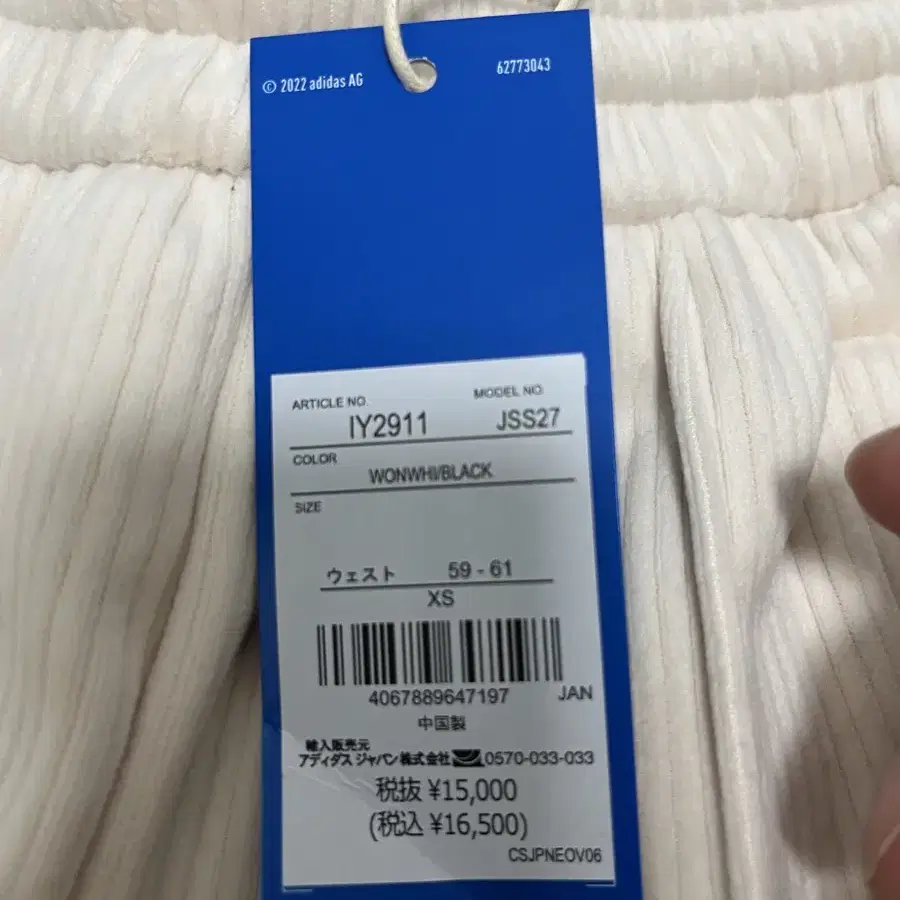 © 2022 adidas AG 62773043
ARTICLE NO. MODEL NO.
IY2911 JSS27
COLOR
WONWHI/BLACK
SIZE
ウェスト 59 - 61
XS
4067889647197 JAN
中国製
輸入販売元
アディダス ジャパン株式会社 0570-033-033
税抜 ¥15,000
(税込 ¥16,500)
CSJPNEOV06